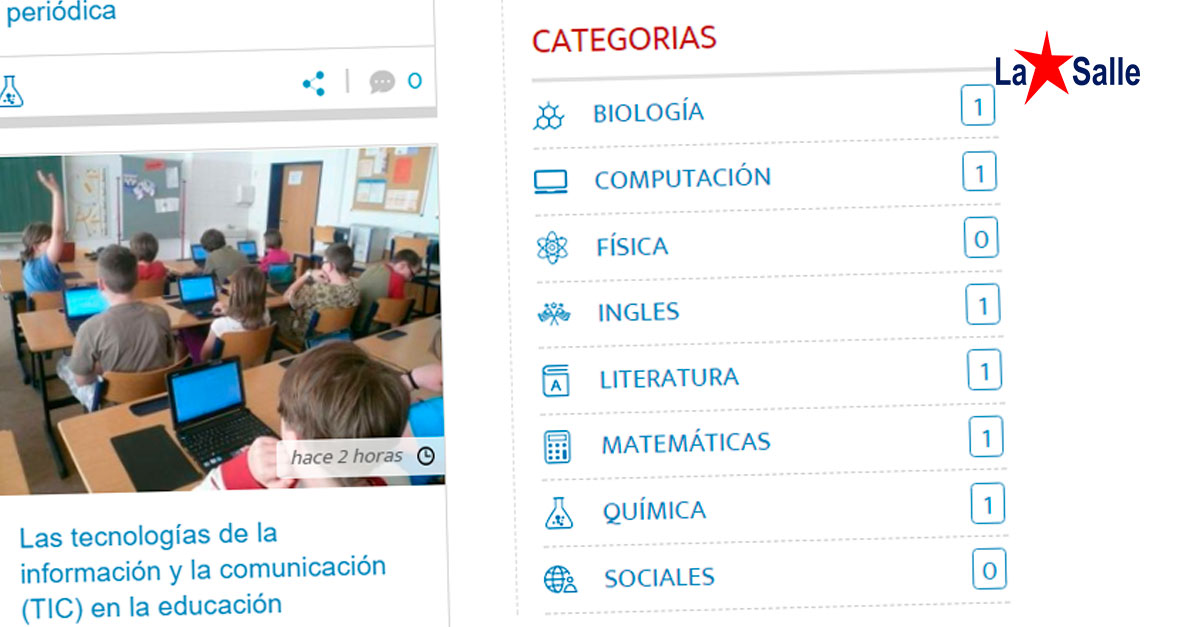 periódica
0
hace 2 horas
Las tecnologías de la
información y la comunicación
(TIC) en la educación
CATEGORIAS
BIOLOGÍA 1
COMPUTACIÓN 1
FÍSICA 0
INGLES 1
LITERATURA 1
MATEMÁTICAS 1
QUÍMICA 1
SOCIALES 0
La Salle